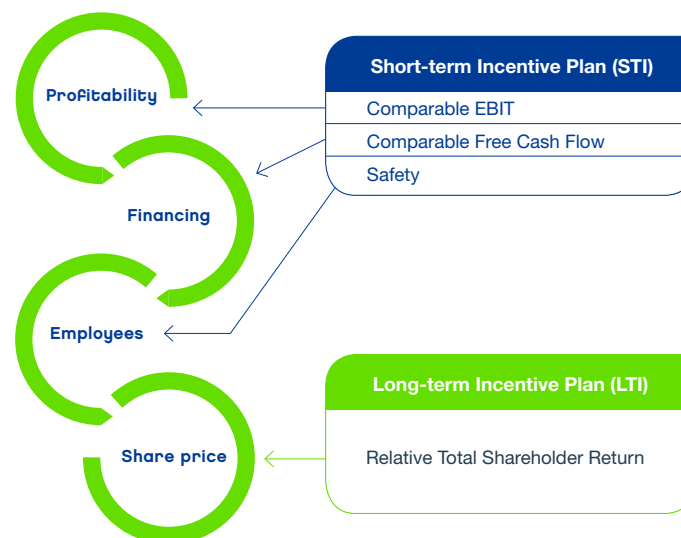 Profitability
Financing
Employees
Share price
Short-term Incentive Plan (STI)
Comparable EBIT
Comparable Free Cash Flow
Safety
Long-term Incentive Plan (LTI)
Relative Total Shareholder Return